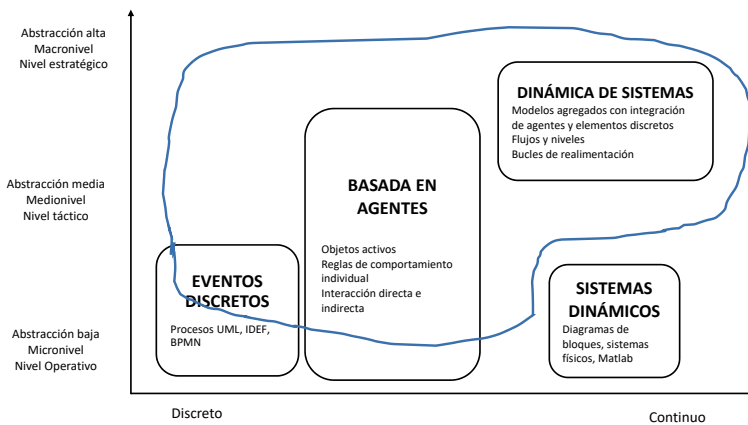 Abstracción alta
Macronivel
Nivel estratégico
DINÁMICA DE SISTEMAS
Modelos agregados con integración
de agentes y elementos discretos
Flujos y niveles
Bucles de realimentación
Abstracción media
Medionivel
Nivel táctico
BASADA EN
AGENTES
Objetos activos
Reglas de comportamiento
individual
Interacción directa e
indirecta
EVENTOS
DISCRETOS
Procesos UML, IDEF,
BPMN
SISTEMAS
DINÁMICOS
Diagramas de
bloques, sistemas
físicos, Matlab
Abstracción baja
Micronivel
Nivel Operativo
Discreto
Continuo